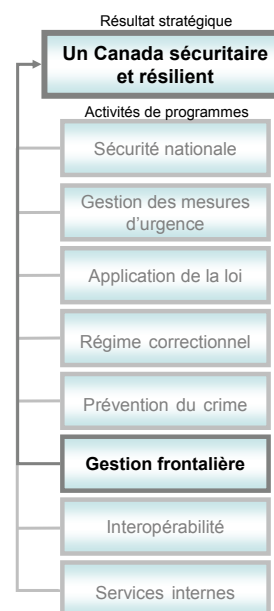 Résultat stratégique
Un Canada sécuritaire
et résilient
Activités de programmes
Sécurité nationale
Gestion des mesures
d’urgence
Application de la loi
Régime correctionnel
Prévention du crime
Gestion frontalière
Interopérabilité
Services internes